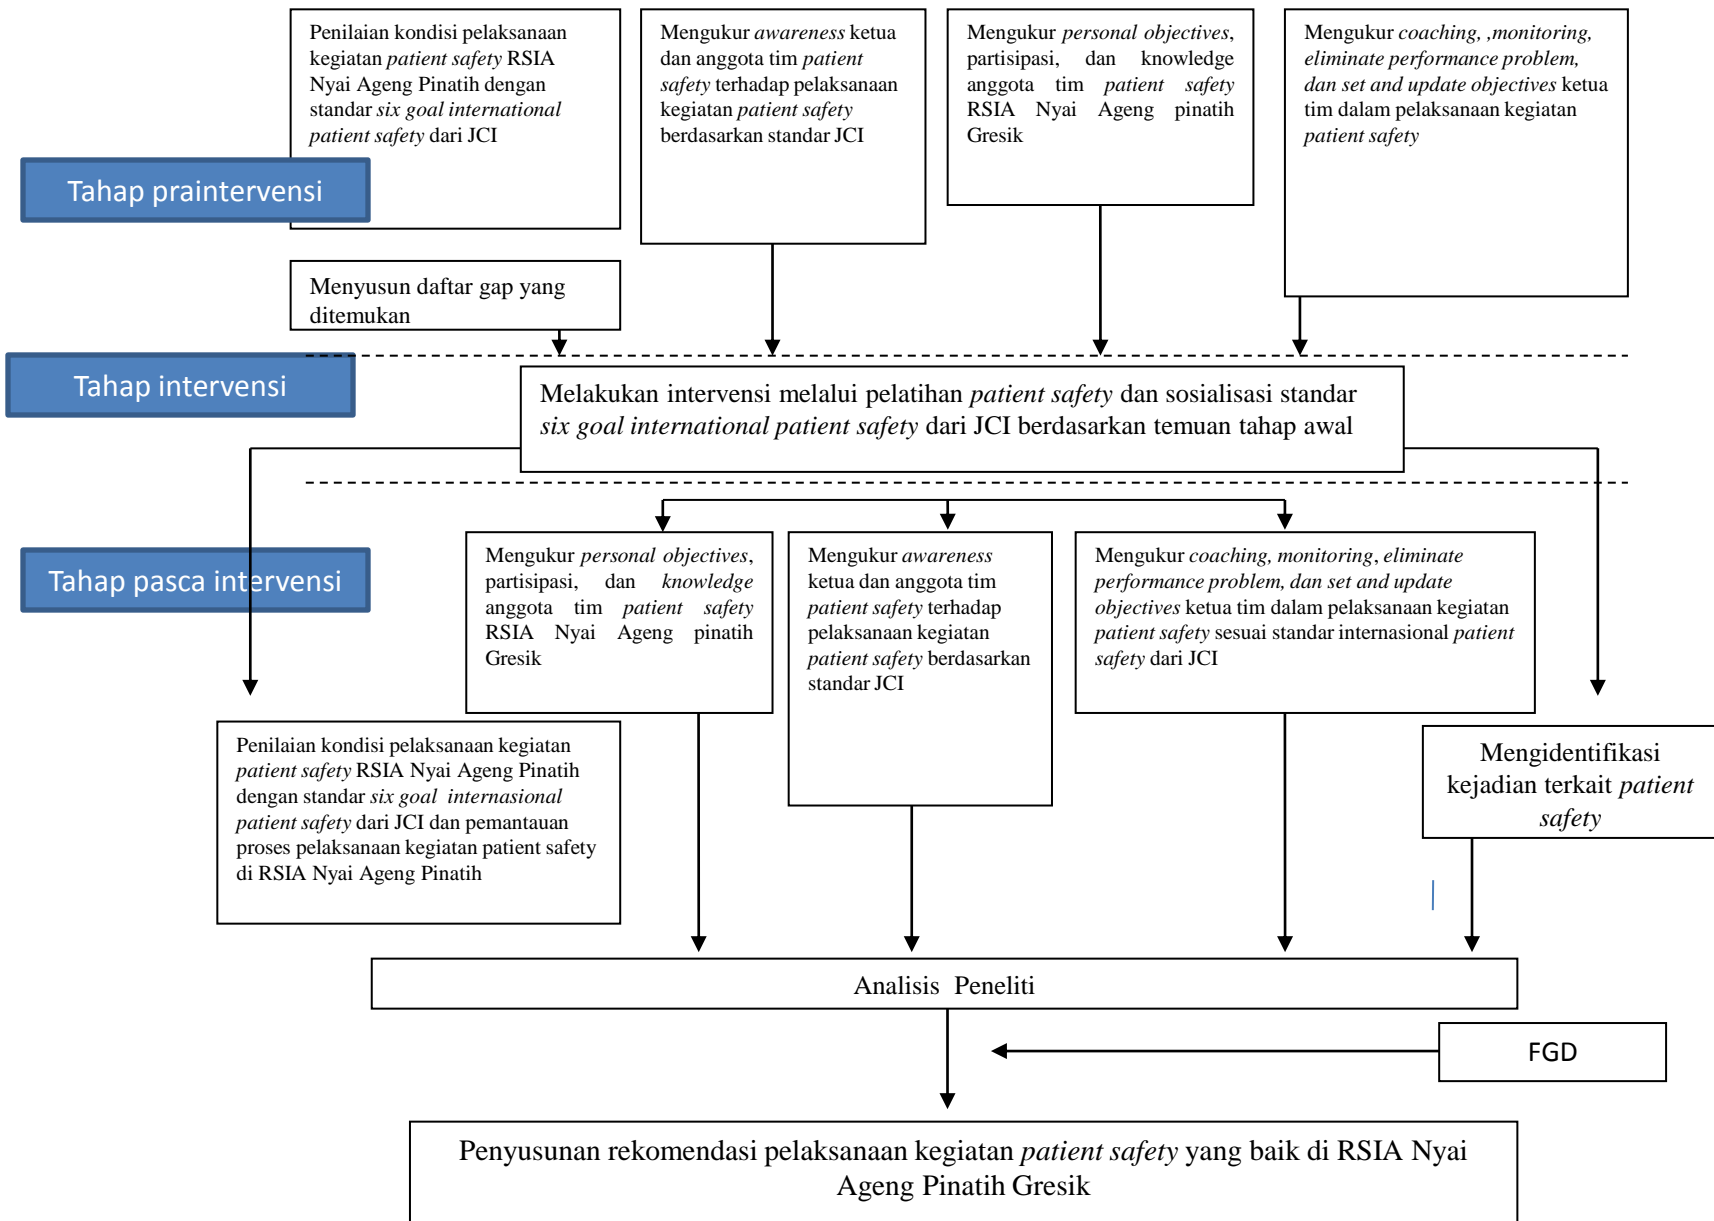 Penilaian kondisi pelaksanaan
kegiatan patient safety RSIA
Nyai Ageng Pinatih dengan
standar six goal international
patient safety dari JCI
Mengukur awareness ketua
dan anggota tim patient
safety terhadap pelaksanaan
kegiatan patient safety
berdasarkan standar JCI
Mengukur personal objectives,
partisipasi, dan knowledge
anggota tim patient safety
RSIA Nyai Ageng pinatih
Gresik
Mengukur coaching, ,monitoring,
eliminate performance problem,
dan set and update objectives ketua
tim dalam pelaksanaan kegiatan
patient safety
Tahap praintervensi
Menyusun daftar gap yang
ditemukan
Tahap intervensi
Melakukan intervensi melalui pelatihan patient safety dan sosialisasi standar
six goal international patient safety dari JCI berdasarkan temuan tahap awal
Tahap pasca intervensi
Mengukur personal objectives,
partisipasi, dan knowledge
anggota tim patient safety
RSIA Nyai Ageng pinatih
Gresik
Mengukur awareness
ketua dan anggota tim
patient safety terhadap
pelaksanaan kegiatan
patient safety berdasarkan
standar JCI
Mengukur coaching, monitoring, eliminate
performance problem, dan set and update
objectives ketua tim dalam pelaksanaan kegiatan
patient safety sesuai standar internasional patient
safety dari JCI
Penilaian kondisi pelaksanaan kegiatan
patient safety RSIA Nyai Ageng Pinatih
dengan standar six goal internasional
patient safety dari JCI dan pemantauan
proses pelaksanaan kegiatan patient safety
di RSIA Nyai Ageng Pinatih
Mengidentifikasi
kejadian terkait patient
safety
Analisis Peneliti
FGD
Penyusunan rekomendasi pelaksanaan kegiatan patient safety yang baik di RSIA Nyai
Ageng Pinatih Gresik